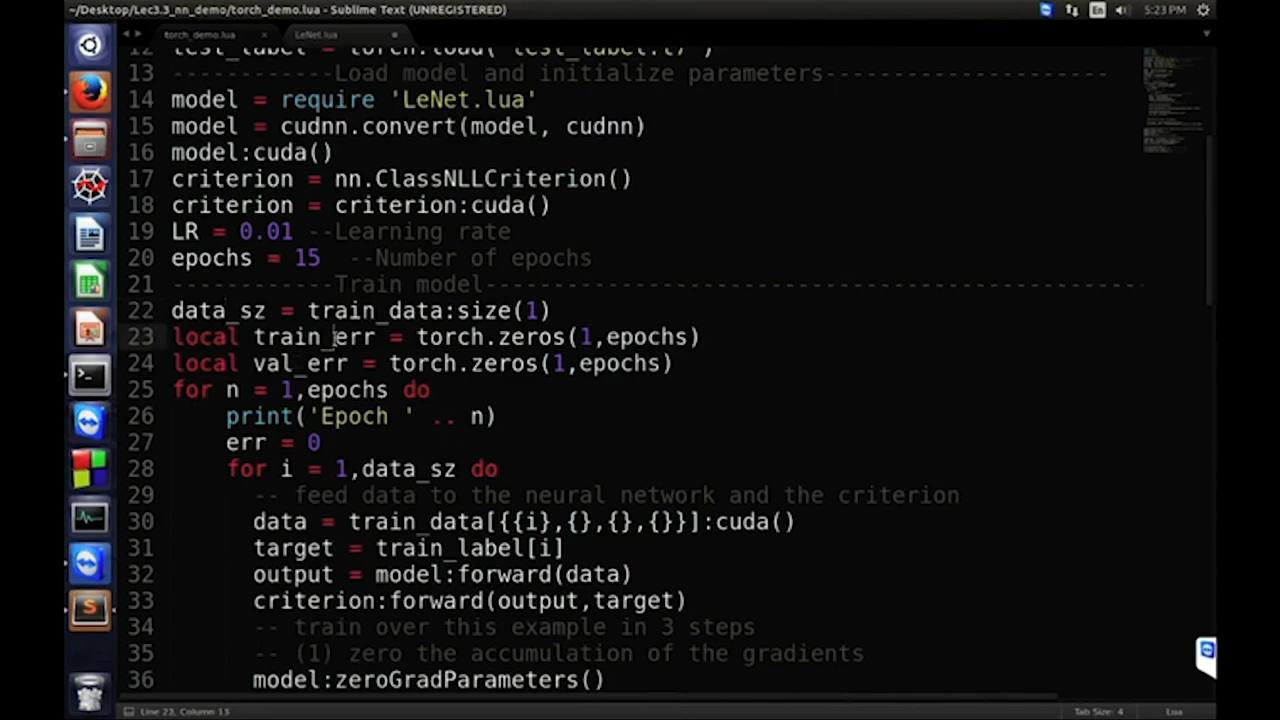 ~/Desktop/Lec3.3_nn_demo/torch_demo.lua - Sublime Text (UNREGISTERED)
En 5:23 PM
torch_demo.lua × LeNet.lua
12 test_label = torch.load( test_label.t7 )
13 ------------Load model and initialize parameters---------------------
14 model = require 'LeNet.lua'
15 model = cudnn.convert(model, cudnn)
16 model:cuda()
17 criterion = nn.ClassNLLCriterion()
18 criterion = criterion:cuda()
19 LR = 0.01 --Learning rate
20 epochs = 15  --Number of epochs
21 ------------Train model-------------------------------------------------
22 data_sz = train_data:size(1)
23 local train_err = torch.zeros(1,epochs)
24 local val_err = torch.zeros(1,epochs)
25 for n = 1,epochs do
26     print('Epoch ' .. n)
27     err = 0
28     for i = 1,data_sz do
29       -- feed data to the neural network and the criterion
30       data = train_data[{{i},{},{},{}}]:cuda()
31       target = train_label[i]
32       output = model:forward(data)
33       criterion:forward(output,target)
34       -- train over this example in 3 steps
35       -- (1) zero the accumulation of the gradients
36       model:zeroGradParameters()
Line 23, Column 13 Tab Size: 4 Lua